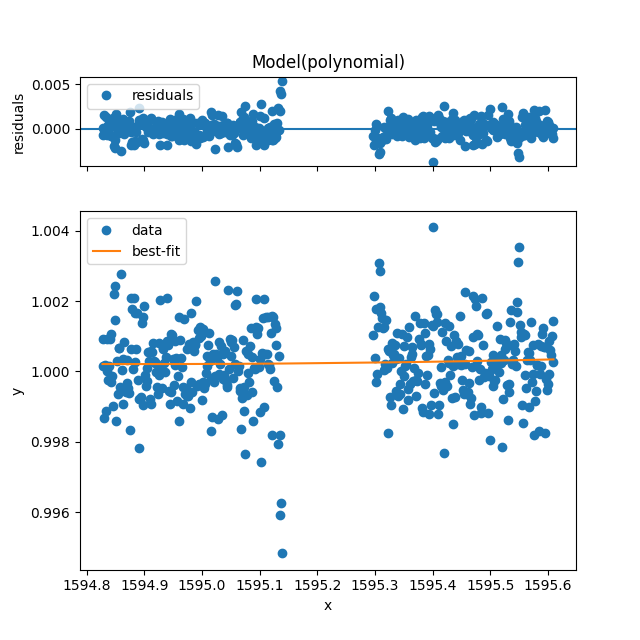 Model(polynomial)
0.005
0.000
residuals
residuals
1.004
1.002
1.000
0.998
0.996
y
data
best-fit
1594.8 1594.9 1595.0 1595.1 1595.2 1595.3 1595.4 1595.5 1595.6
x